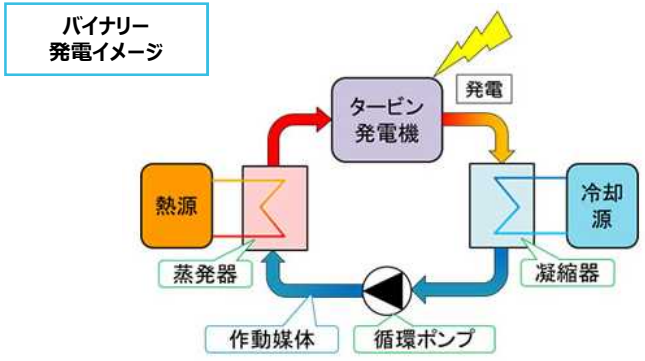 バイナリー
発電イメージ
発電
タービン
発電機
熱源
冷却
源
蒸発器
凝縮器
作動媒体
循環ポンプ